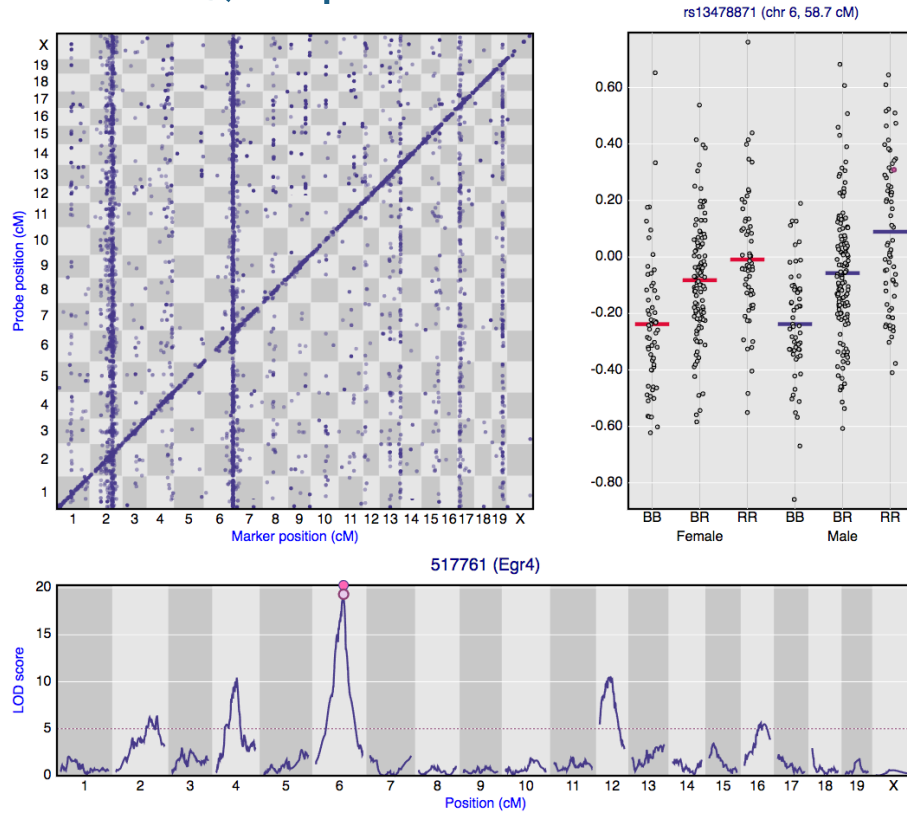 rs13478871 (chr 6, 58.7 cM)
X
19
18
17
16
15
14
13
12
11
10
9
8
7
6
5
4
3
2
1
Probe position (cM)
1 2 3 4 5 6 7 8 9 10 11 12 13 14 15 16 17 18 19 X
Marker position (cM)
0.60
0.40
0.20
0.00
-0.20
-0.40
-0.60
-0.80
BB BR RR BB BR RR
Female Male
517761 (Egr4)
20
15
10
5
0
LOD score
1 2 3 4 5 6 7 8 9 10 11 12 13 14 15 16 17 18 19 X
Position (cM)